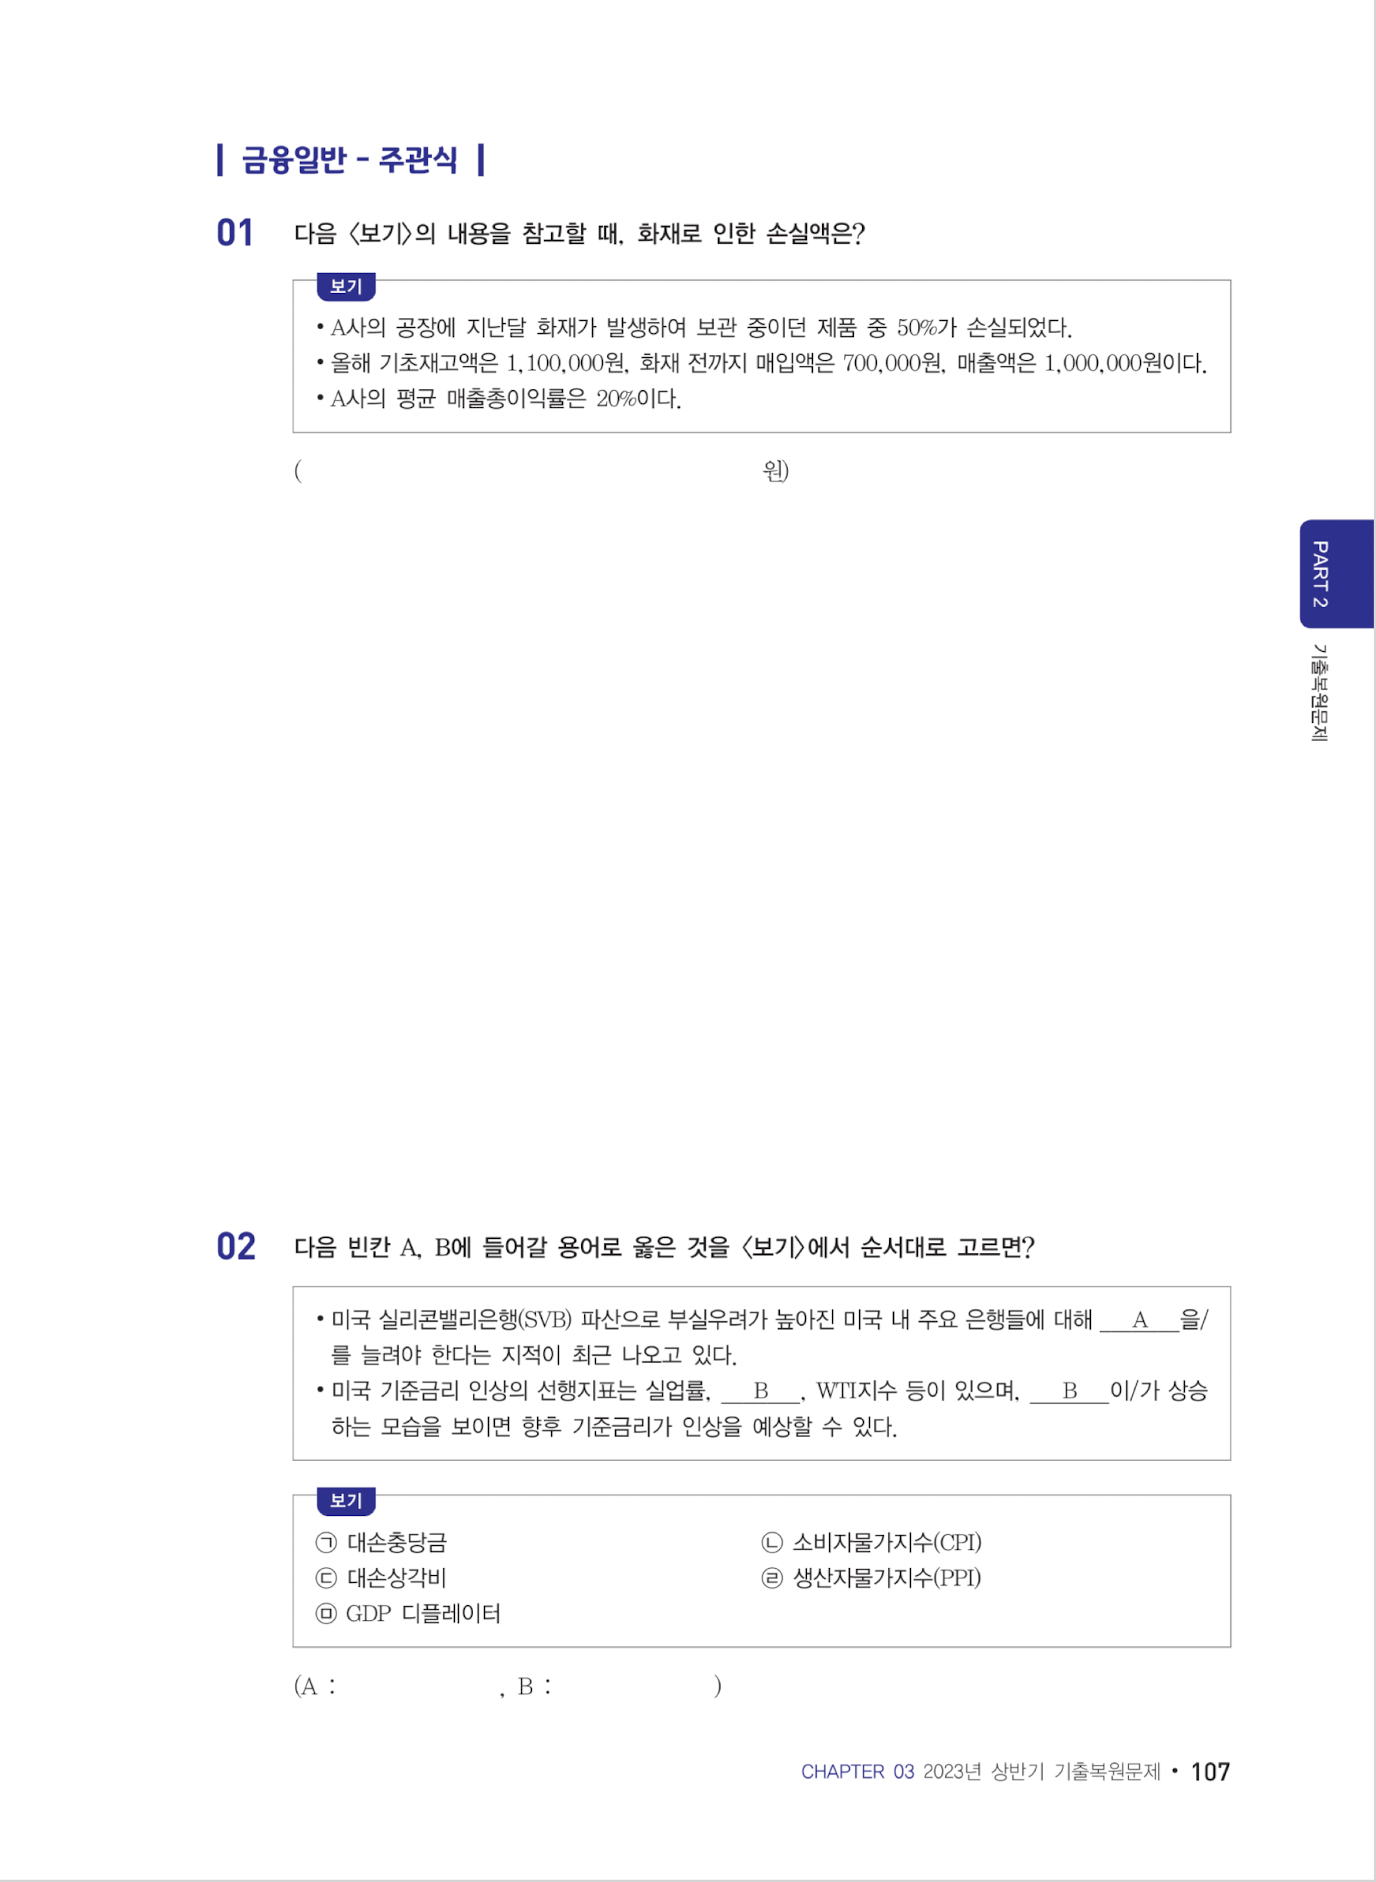 금융일반 - 주관식
01 다음 〈보기〉의 내용을 참고할 때, 화재로 인한 손실액은?
보기
• A사의 공장에 지난달 화재가 발생하여 보관 중이던 제품 중 50%가 손실되었다.
• 올해 기초재고액은 1,100,000원, 화재 전까지 매입액은 700,000원, 매출액은 1,000,000원이다.
• A사의 평균 매출총이익률은 20%이다.
( 원)
PART 2
기출복원문제
02 다음 빈칸 A, B에 들어갈 용어로 옳은 것을 〈보기〉에서 순서대로 고르면?
• 미국 실리콘밸리은행(SVB) 파산으로 부실우려가 높아진 미국 내 주요 은행들에 대해 ___A___을/
를 늘려야 한다는 지적이 최근 나오고 있다.
• 미국 기준금리 인상의 선행지표는 실업률, ___B___, WTI지수 등이 있으며, ___B___이/가 상승
하는 모습을 보이면 향후 기준금리가 인상을 예상할 수 있다.
보기
㉠ 대손충당금 ㉡ 소비자물가지수(CPI)
㉢ 대손상각비 ㉣ 생산자물가지수(PPI)
㉤ GDP 디플레이터
(A : , B : )
CHAPTER 03 2023년 상반기 기출복원문제 • 107